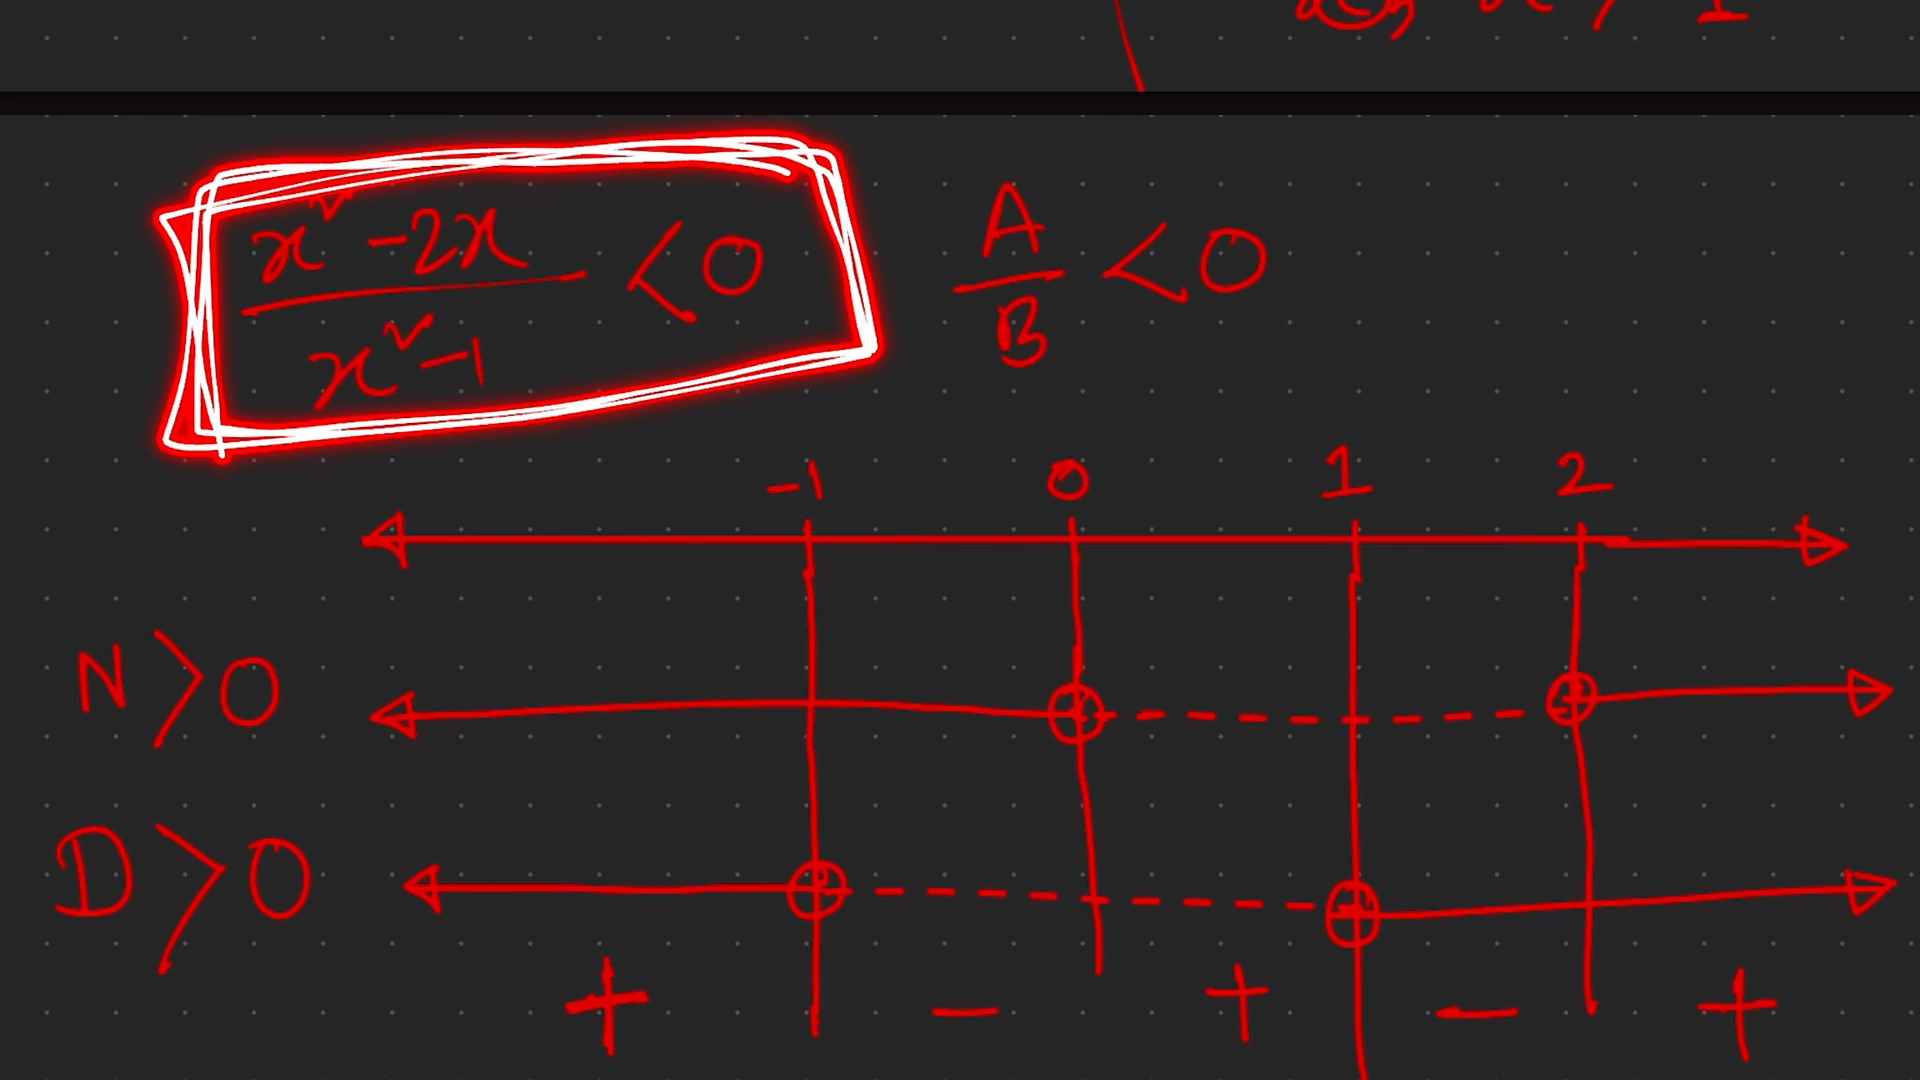 x² - 2x / x² - 1 < 0
A / B < 0
-1 0 1 2
N > 0
D > 0
+ - + - +